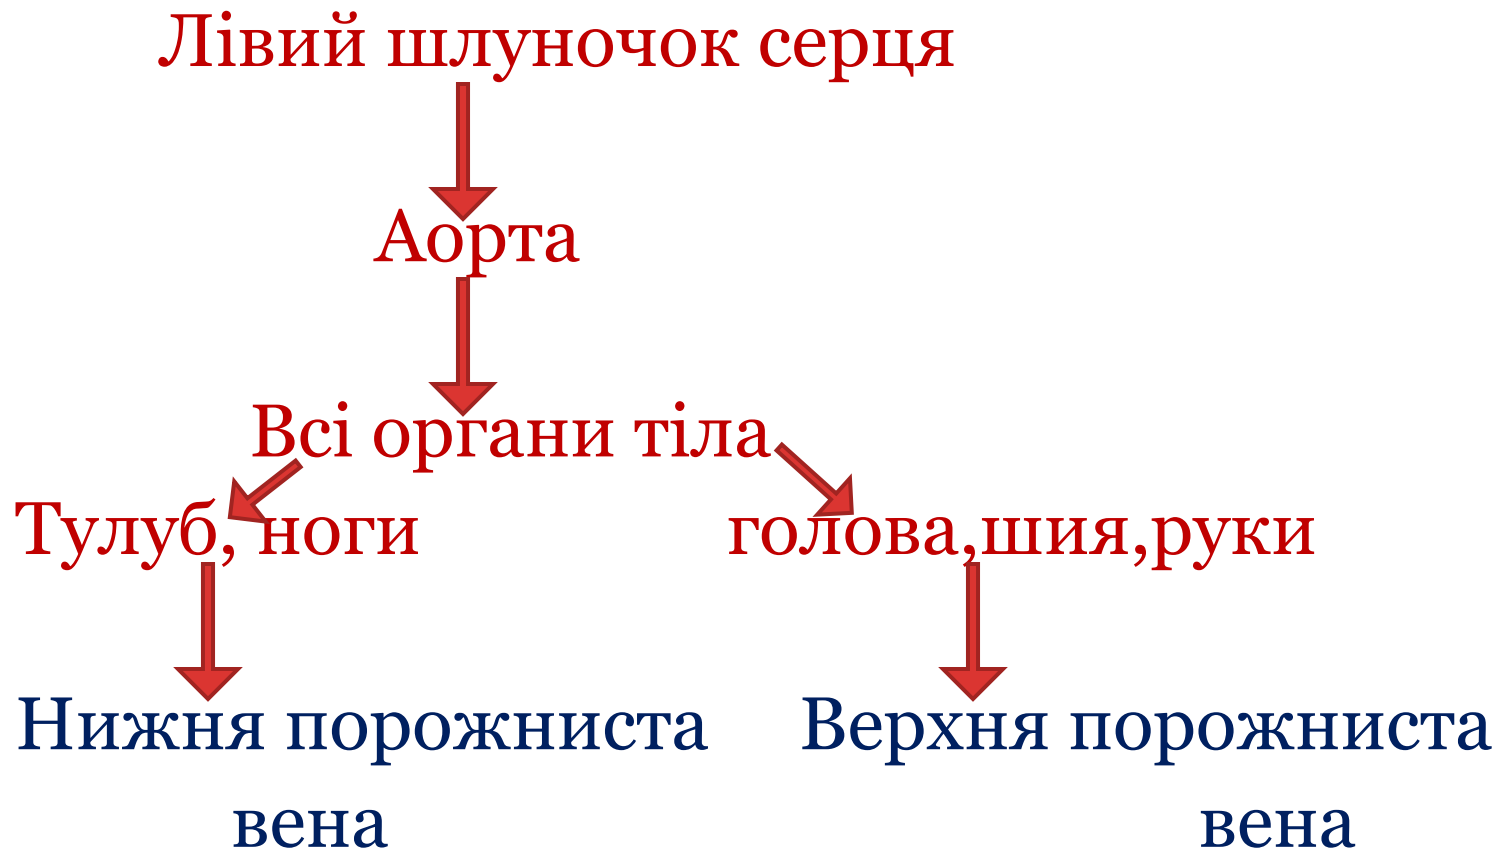 Лівий шлуночок серця
Аорта
Всі органи тіла
Тулуб, ноги
голова,шия,руки
Нижня порожниста
вена
Верхня порожниста
вена